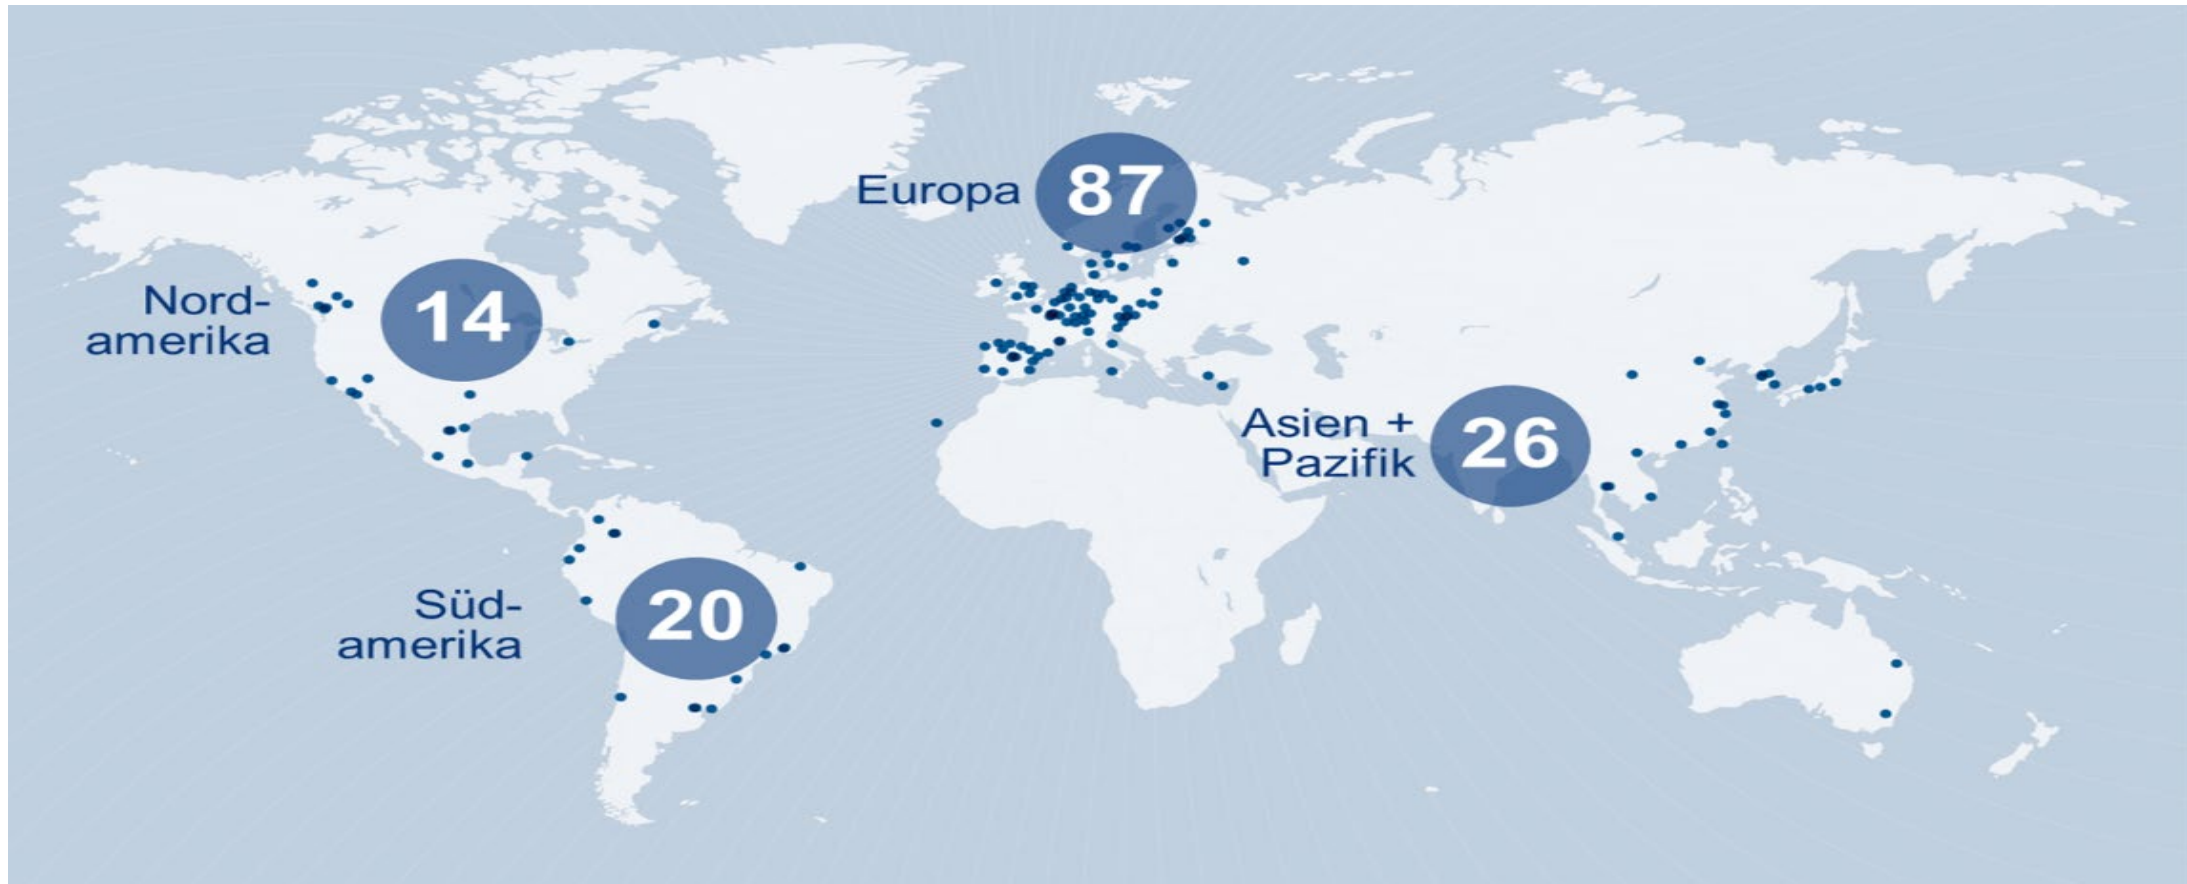 Europa
87
Nord-
amerika
14
Asien +
Pazifik
26
Süd-
amerika
20